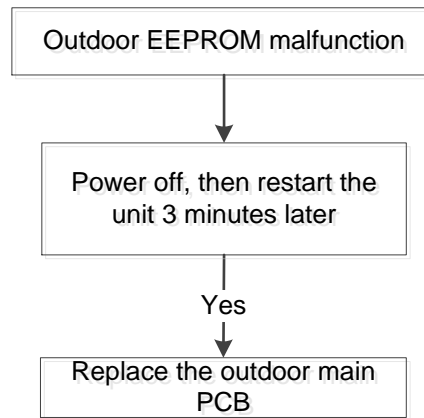 Outdoor EEPROM malfunction
Power off, then restart the
unit 3 minutes later
Yes
Replace the outdoor main
PCB